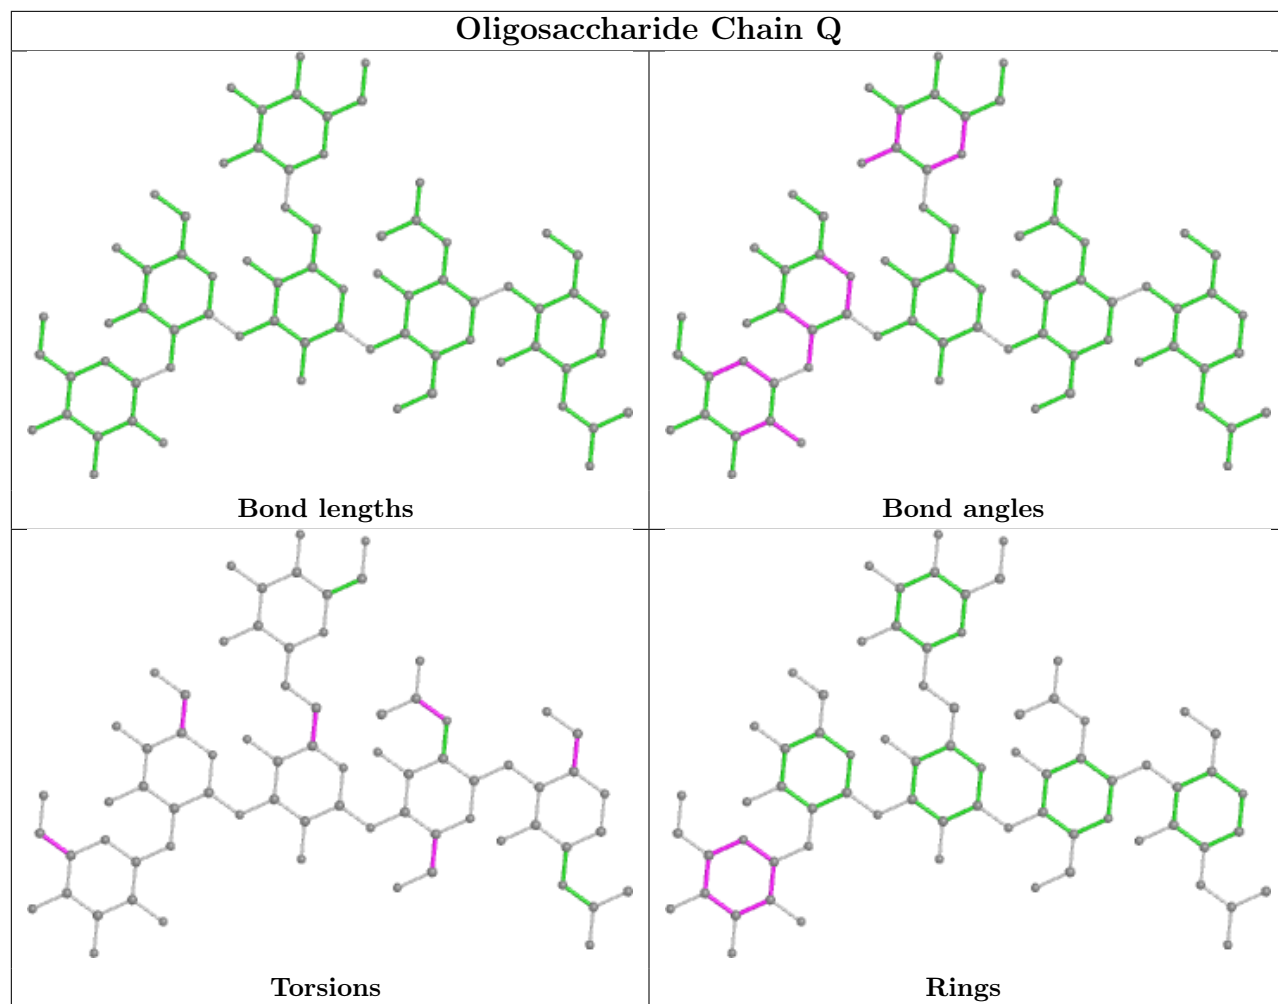 Oligosaccharide Chain Q
Bond lengths
Bond angles
Torsions
Rings